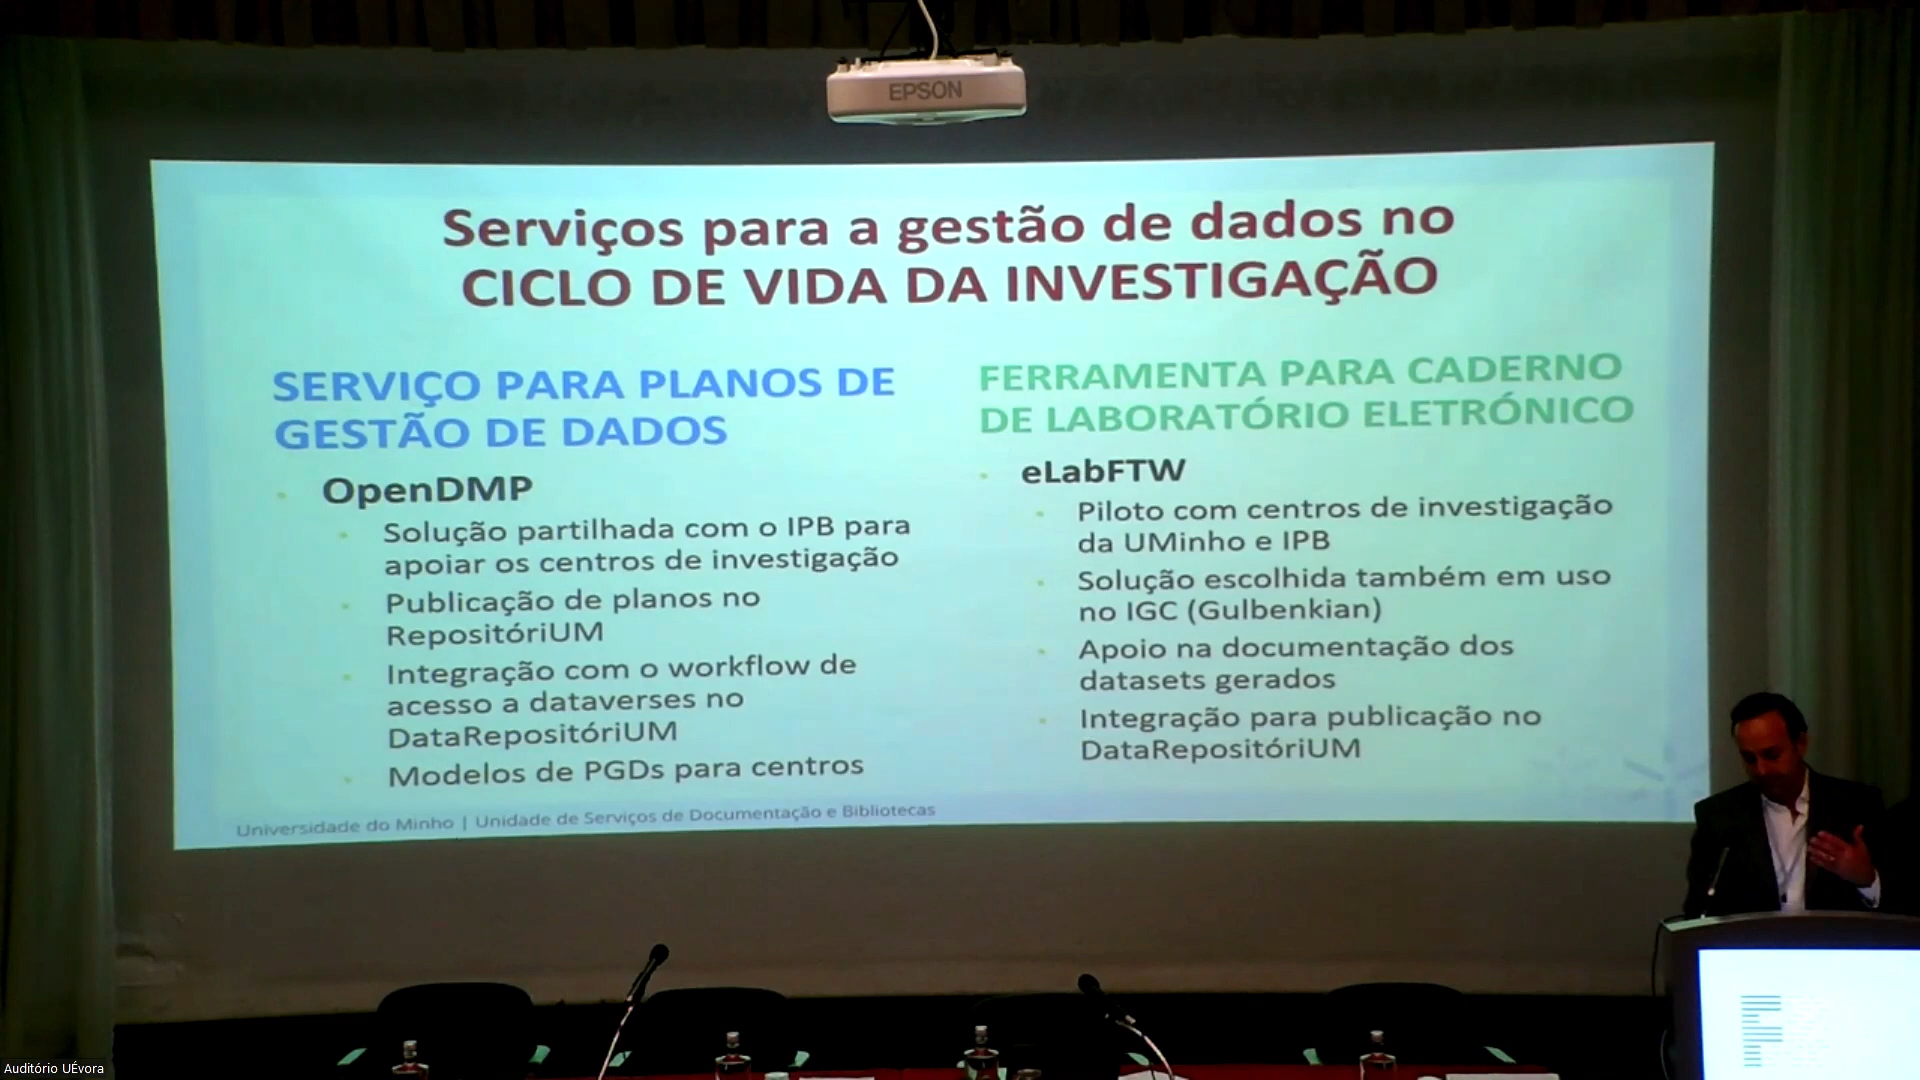 EPSON
Serviços para a gestão de dados no
CICLO DE VIDA DA INVESTIGAÇÃO
SERVIÇO PARA PLANOS DE
GESTÃO DE DADOS
OpenDMP
Solução partilhada com o IPB para
apoiar os centros de investigação
Publicação de planos no
RepositóriUM
Integração com o workflow de
acesso a dataverses no
DataRepositóriUM
Modelos de PGDs para centros
FERRAMENTA PARA CADERNO
DE LABORATÓRIO ELETRÓNICO
eLabFTW
Piloto com centros de investigação
da UMinho e IPB
Solução escolhida também em uso
no IGC (Gulbenkian)
Apoio na documentação dos
datasets gerados
Integração para publicação no
DataRepositóriUM
Universidade do Minho | Unidade de Serviços de Documentação e Bibliotecas
Auditório UÉvora